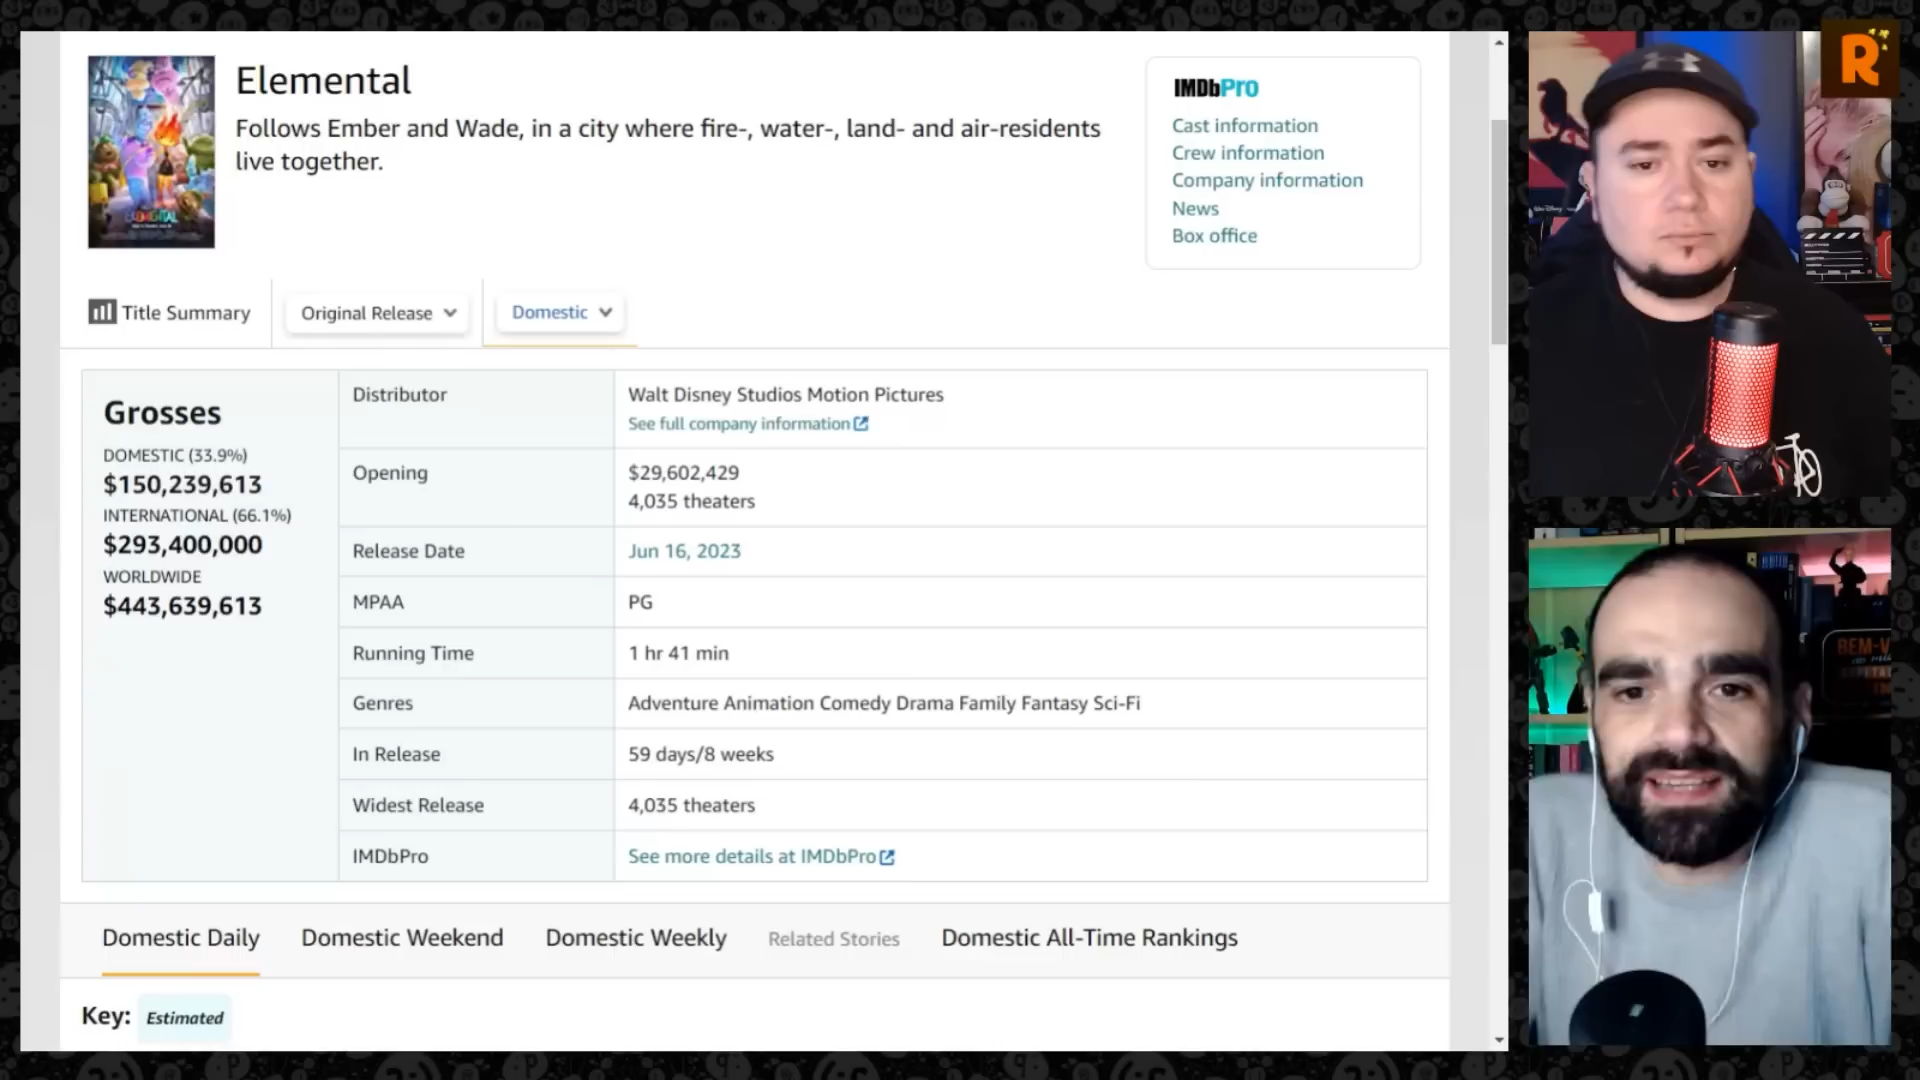 Elemental
Follows Ember and Wade, in a city where fire-, water-, land- and air-residents
live together.
IMDbPro
Cast information
Crew information
Company information
News
Box office
ELEMENTAL
Title Summary
Original Release
Domestic
Grosses
DOMESTIC (33.9%)
$150,239,613
INTERNATIONAL (66.1%)
$293,400,000
WORLDWIDE
$443,639,613
Distributor
Walt Disney Studios Motion Pictures
See full company information
Opening
$29,602,429
4,035 theaters
Release Date
Jun 16, 2023
MPAA
PG
Running Time
1 hr 41 min
Genres
Adventure Animation Comedy Drama Family Fantasy Sci-Fi
In Release
59 days/8 weeks
Widest Release
4,035 theaters
IMDbPro
See more details at IMDbPro
Domestic Daily
Domestic Weekend
Domestic Weekly
Related Stories
Domestic All-Time Rankings
Key:
Estimated
R
BEM-V